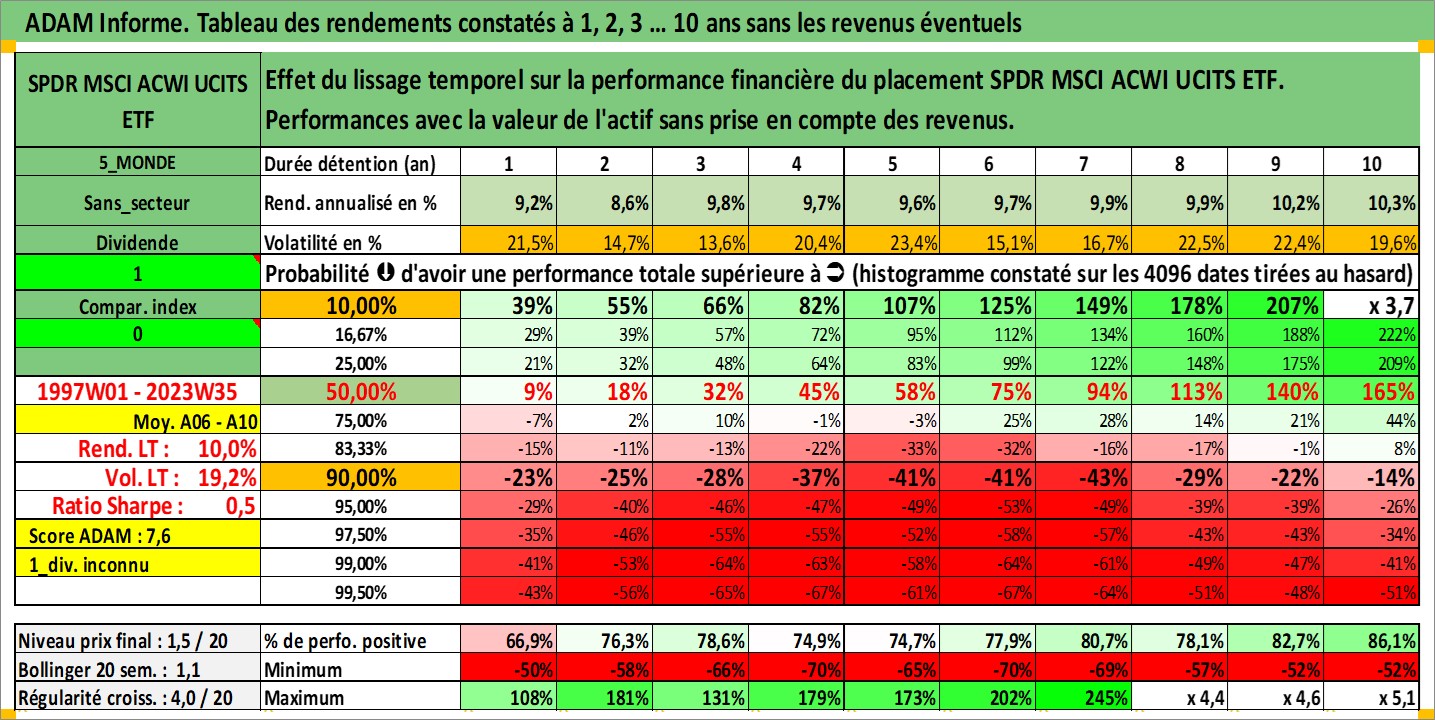 ADAM Informe. Tableau des rendements constatés à 1, 2, 3 ... 10 ans sans les revenus éventuels
SPDR MSCI ACWI UCITS ETF
Effet du lissage temporel sur la performance financière du placement SPDR MSCI ACWI UCITS ETF.
Performances avec la valeur de l'actif sans prise en compte des revenus.
5_MONDE Durée détention (an) 1 2 3 4 5 6 7 8 9 10
Sans_secteur Rend. annualisé en % 9,2% 8,6% 9,8% 9,7% 9,6% 9,7% 9,9% 9,9% 10,2% 10,3%
Dividende Volatilité en % 21,5% 14,7% 13,6% 20,4% 23,4% 15,1% 16,7% 22,5% 22,4% 19,6%
1 Probabilité d'avoir une performance totale supérieure à (histogramme constaté sur les 4096 dates tirées au hasard)
Compar. index 10,00% 39% 55% 66% 82% 107% 125% 149% 178% 207% x 3,7
0 16,67% 29% 39% 57% 72% 95% 112% 134% 160% 188% 222%
25,00% 21% 32% 48% 64% 83% 99% 122% 148% 175% 209%
1997W01 - 2023W35 50,00% 9% 18% 32% 45% 58% 75% 94% 113% 140% 165%
Moy. A06 - A10 75,00% -7% 2% 10% -1% -3% 25% 28% 14% 21% 44%
Rend. LT : 10,0% 83,33% -15% -11% -13% -22% -33% -32% -16% -17% -1% 8%
Vol. LT : 19,2% 90,00% -23% -25% -28% -37% -41% -41% -43% -29% -22% -14%
Ratio Sharpe : 0,5 95,00% -29% -40% -46% -47% -49% -53% -49% -39% -39% -26%
Score ADAM : 7,6 97,50% -35% -46% -55% -55% -52% -58% -57% -43% -43% -34%
1_div. inconnu 99,00% -41% -53% -64% -63% -58% -64% -61% -49% -47% -41%
99,50% -43% -56% -65% -67% -61% -67% -64% -51% -48% -51%
Niveau prix final : 1,5 / 20 % de perfo. positive 66,9% 76,3% 78,6% 74,9% 74,7% 77,9% 80,7% 78,1% 82,7% 86,1%
Bollinger 20 sem. : 1,1 Minimum -50% -58% -66% -70% -65% -70% -69% -57% -52% -52%
Régularité croiss. : 4,0 / 20 Maximum 108% 181% 131% 179% 173% 202% 245% x 4,4 x 4,6 x 5,1